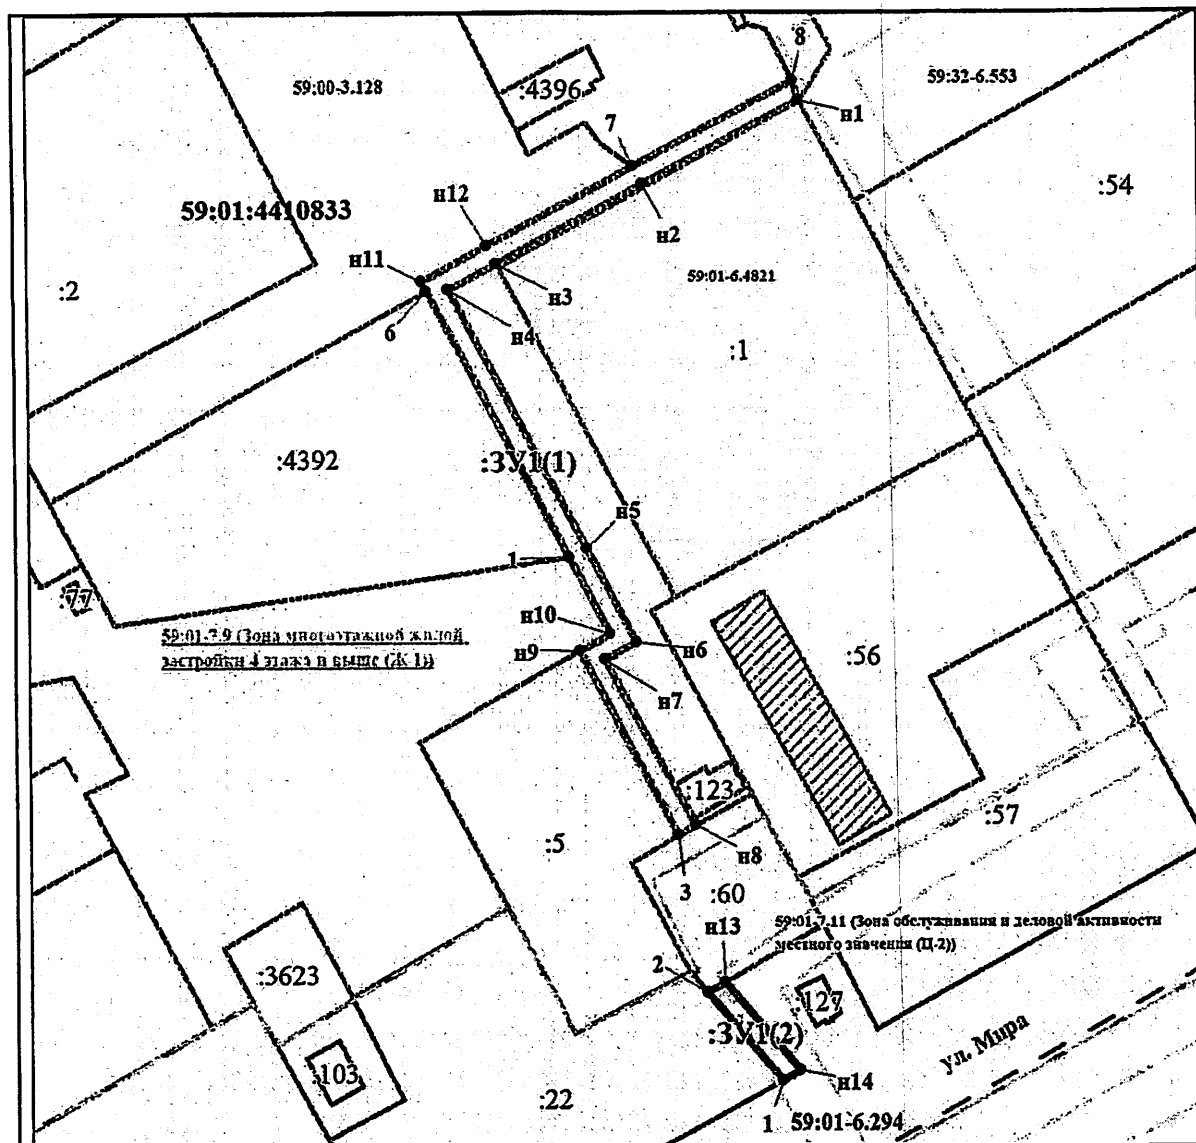 8
59:00-3.128
:4396
59:32-6.553
н1
7
:54
н12
59:01:4410833
н2
н11
59:01-6.4821
:2
н3
6
н4
:1
:4392
:ЗУ1(1)
н5
1
:77
н10
59:01-7.9 (Зона многоэтажной жилой
застройки 4 этажа и выше (Ж-1))
н9
н6
:56
н7
:123
:57
:5
н8
3
:60
59:01-7.11 (Зона обслуживания и деловой активности
местного значения (Ц-2))
н13
2
:3623
:127
:ЗУ1(2)
ул. Мира
:103
н14
:22
1
59:01-6.294